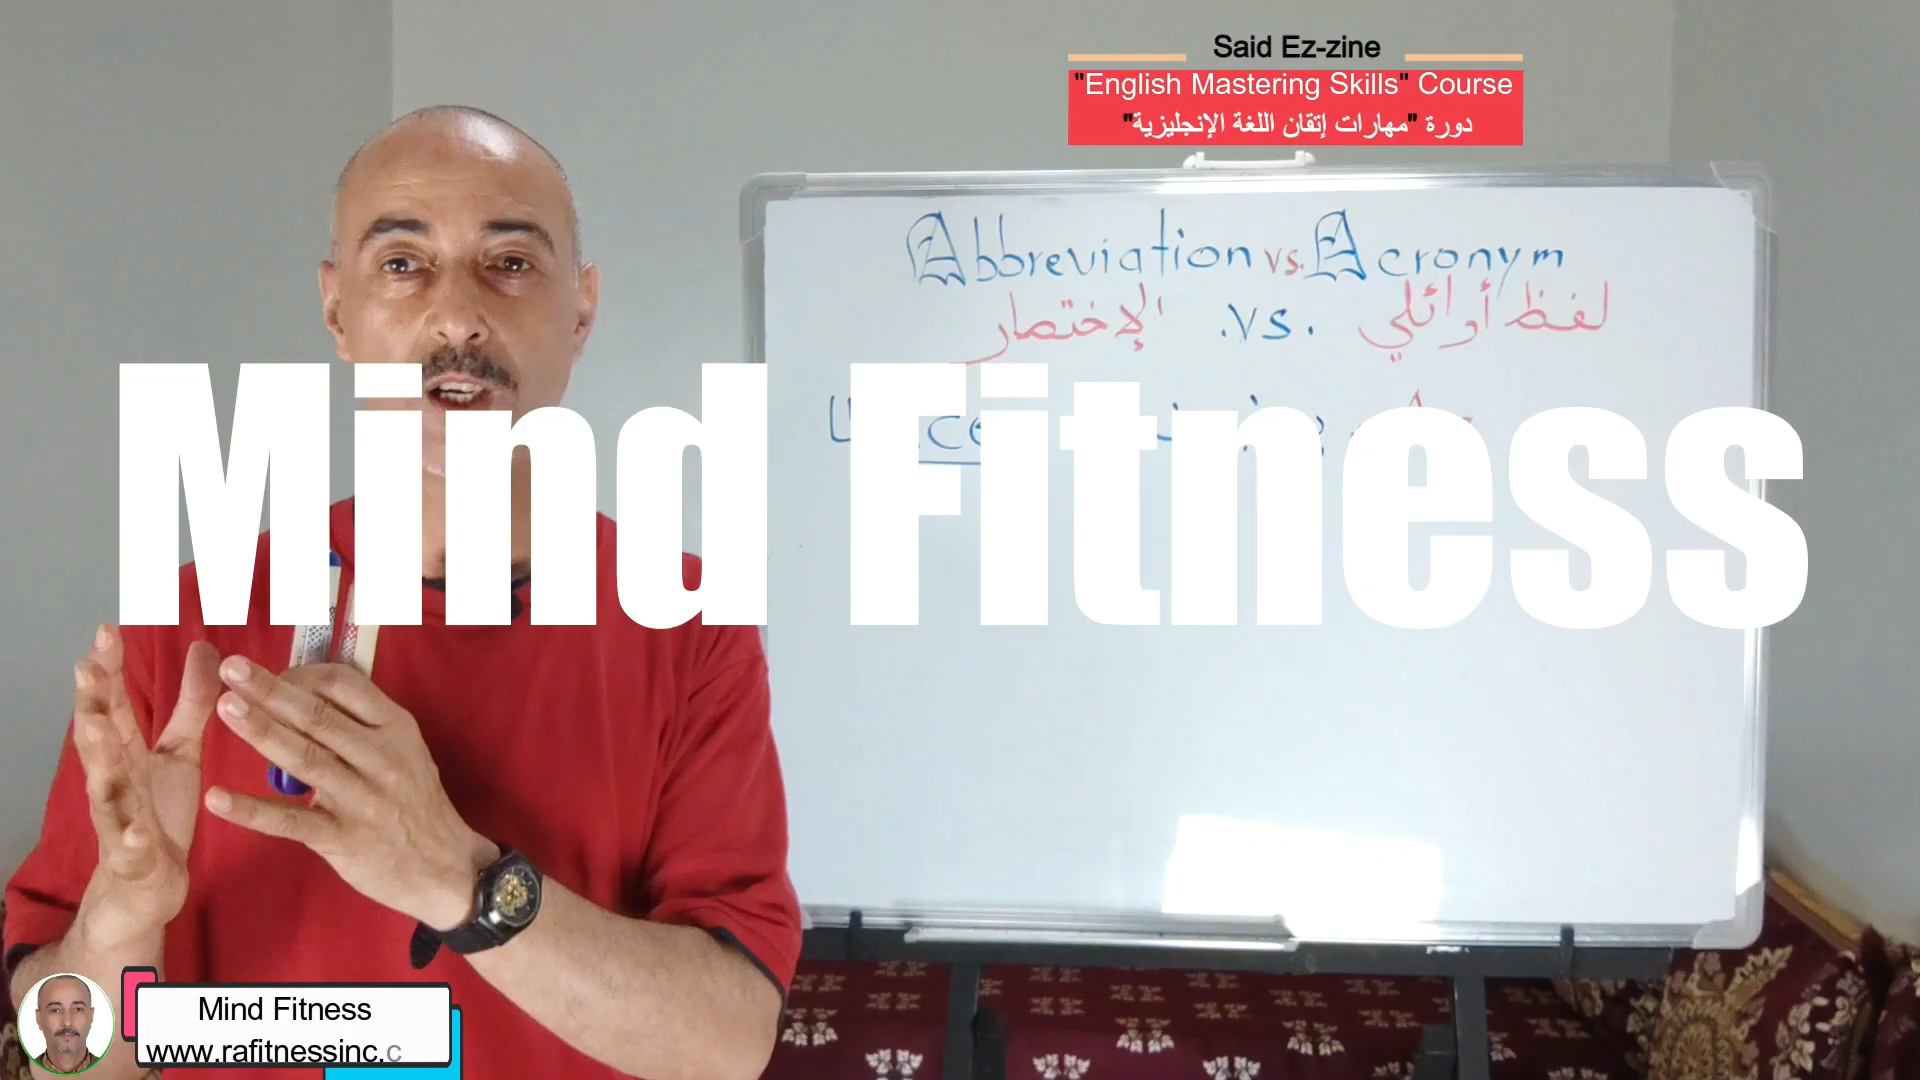 Said Ez-zine
"English Mastering Skills" Course
دورة "مهارات إتقان اللغة الإنجليزية"
Abbreviation vs. Acronym
الإختصار .vs. لفظ أوائلي
Mind Fitness
Mind Fitness
www.rafitnessinc.c